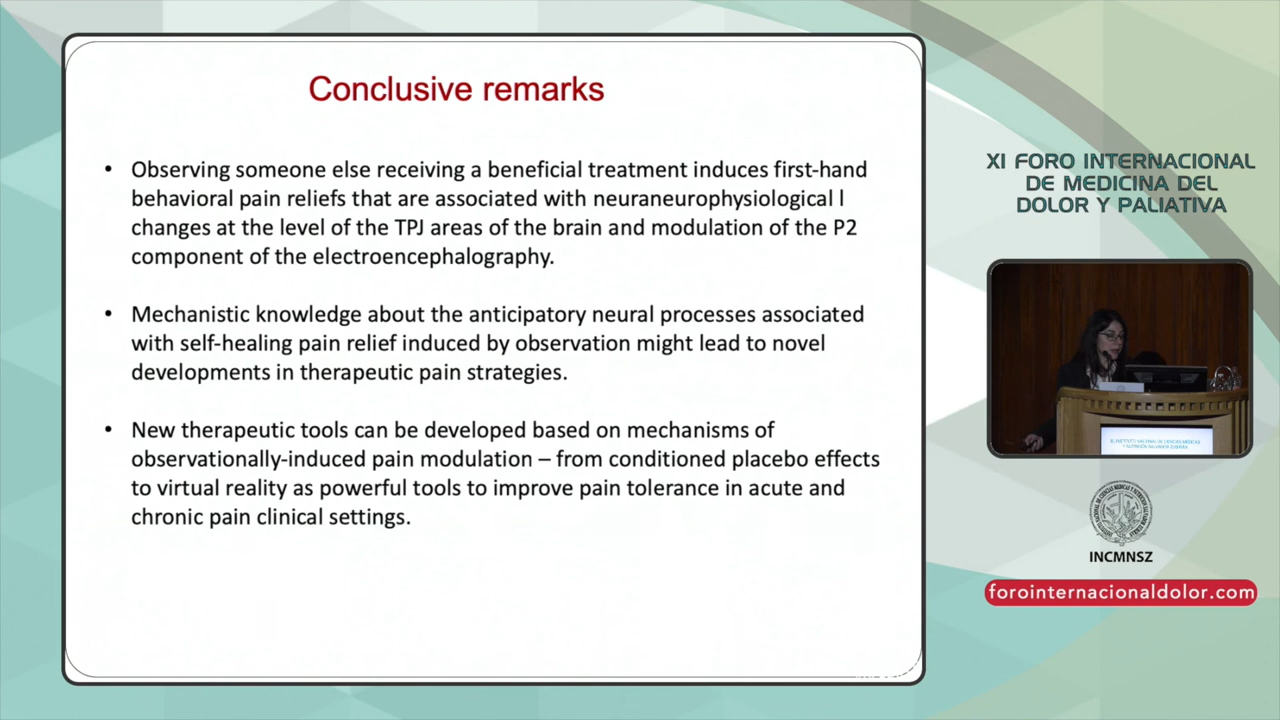 Conclusive remarks
• Observing someone else receiving a beneficial treatment induces first-hand
behavioral pain reliefs that are associated with neuraneurophysiological l
changes at the level of the TPJ areas of the brain and modulation of the P2
component of the electroencephalography.
• Mechanistic knowledge about the anticipatory neural processes associated
with self-healing pain relief induced by observation might lead to novel
developments in therapeutic pain strategies.
• New therapeutic tools can be developed based on mechanisms of
observationally-induced pain modulation – from conditioned placebo effects
to virtual reality as powerful tools to improve pain tolerance in acute and
chronic pain clinical settings.
XI FORO INTERNACIONAL
DE MEDICINA DEL
DOLOR Y PALIATIVA
INCMNSZ
forointernacionaldolor.com